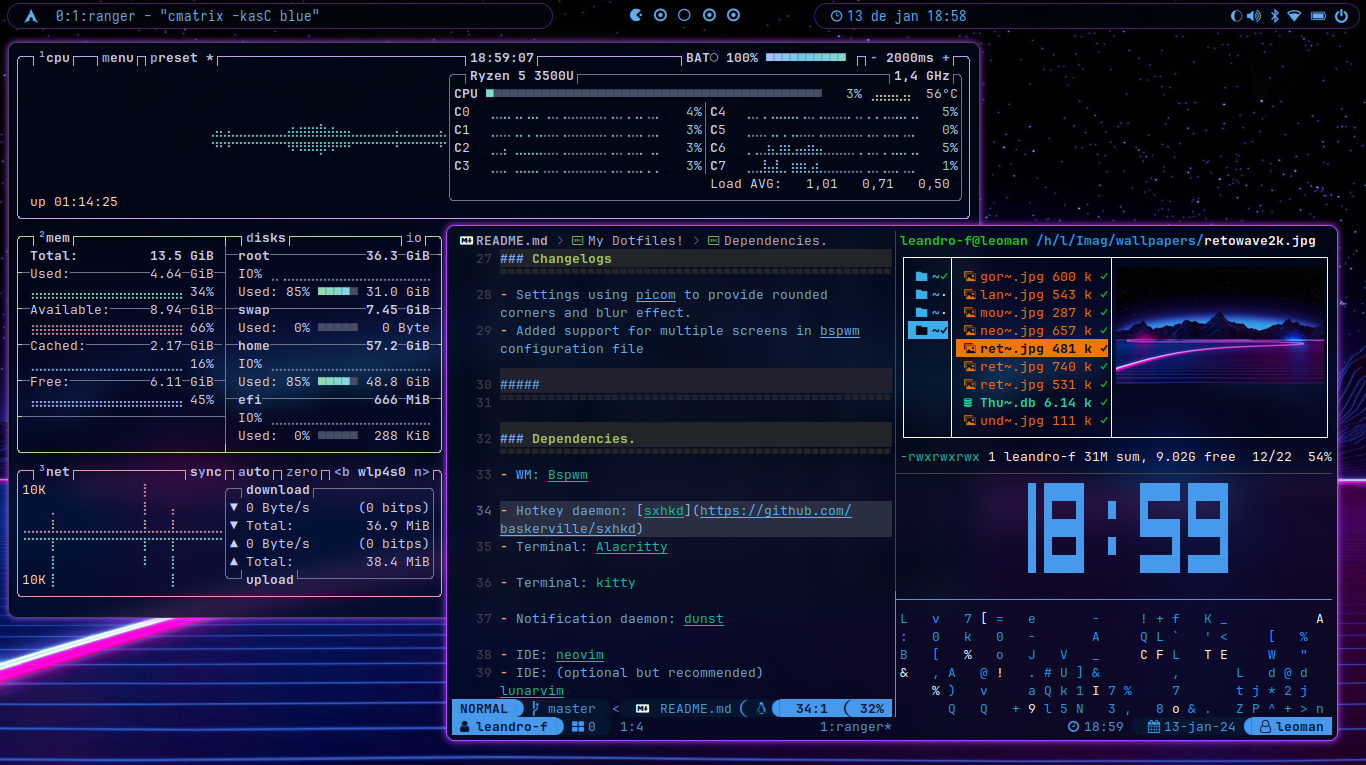 0:1:ranger - "cmatrix -kasC blue"
13 de jan 18:58
1cpu menu preset * 18:59:07 BAT 100% - 2000ms +
Ryzen 5 3500U 1,4 GHz
CPU 3% 56°C
C0 4% C4 5%
C1 3% C5 0%
C2 3% C6 5%
C3 3% C7 1%
Load AVG: 1,01 0,71 0,50
up 01:14:25
2mem disks io
Total: 13.5 GiB root 36.3 GiB
Used: 4.64 GiB IO%
34% Used: 85% 31.0 GiB
Available: 8.94 GiB swap 7.45 GiB
66% Used: 0% 0 Byte
Cached: 2.17 GiB home 57.2 GiB
16% IO%
Free: 6.11 GiB Used: 85% 48.8 GiB
45% efi 666 MiB
IO%
Used: 0% 288 KiB
3net sync auto zero <b wlp4s0 n>
10K download
▼ 0 Byte/s (0 bitps)
▼ Total: 36.9 MiB
▲ 0 Byte/s (0 bitps)
▲ Total: 38.4 MiB
10K upload
README.md > My Dotfiles! > Dependencies.
27 ### Changelogs
28 - Settings using picom to provide rounded
corners and blur effect.
29 - Added support for multiple screens in bspwm
configuration file
30 #####
31
32 ### Dependencies.
33 - WM: Bspwm
34 - Hotkey daemon: [sxhkd](https://github.com/
baskerville/sxhkd)
35 - Terminal: Alacritty
36 - Terminal: kitty
37 - Notification daemon: dunst
38 - IDE: neovim
39 - IDE: (optional but recommended)
lunarvim
NORMAL master < README.md 34:1 32%
leandro-f@leoman /h/l/Imag/wallpapers/retowave2k.jpg
~✓ gor~.jpg 600 k ✓
~· lan~.jpg 543 k ✓
~· mou~.jpg 287 k ✓
~✓ neo~.jpg 657 k ✓
ret~.jpg 481 k ✓
ret~.jpg 740 k ✓
ret~.jpg 531 k ✓
Thu~.db 6.14 k ✓
und~.jpg 111 k ✓
-rwxrwxrwx 1 leandro-f 31M sum, 9.02G free 12/22 54%
18:59
L v 7 [ = e - ! + f K _ A
: 0 k 0 - A Q L ` ' < [ %
B [ % o J V _ C F L T E W "
& , A @ ! . # U ] & , L d @ d
% ) v a Q k 1 I 7 % 7 t j * 2 j
Q Q + 9 l 5 N 3 , 8 o & . Z P ^ + > n
leandro-f 0 1:4 1:ranger* 18:59 13-jan-24 leoman